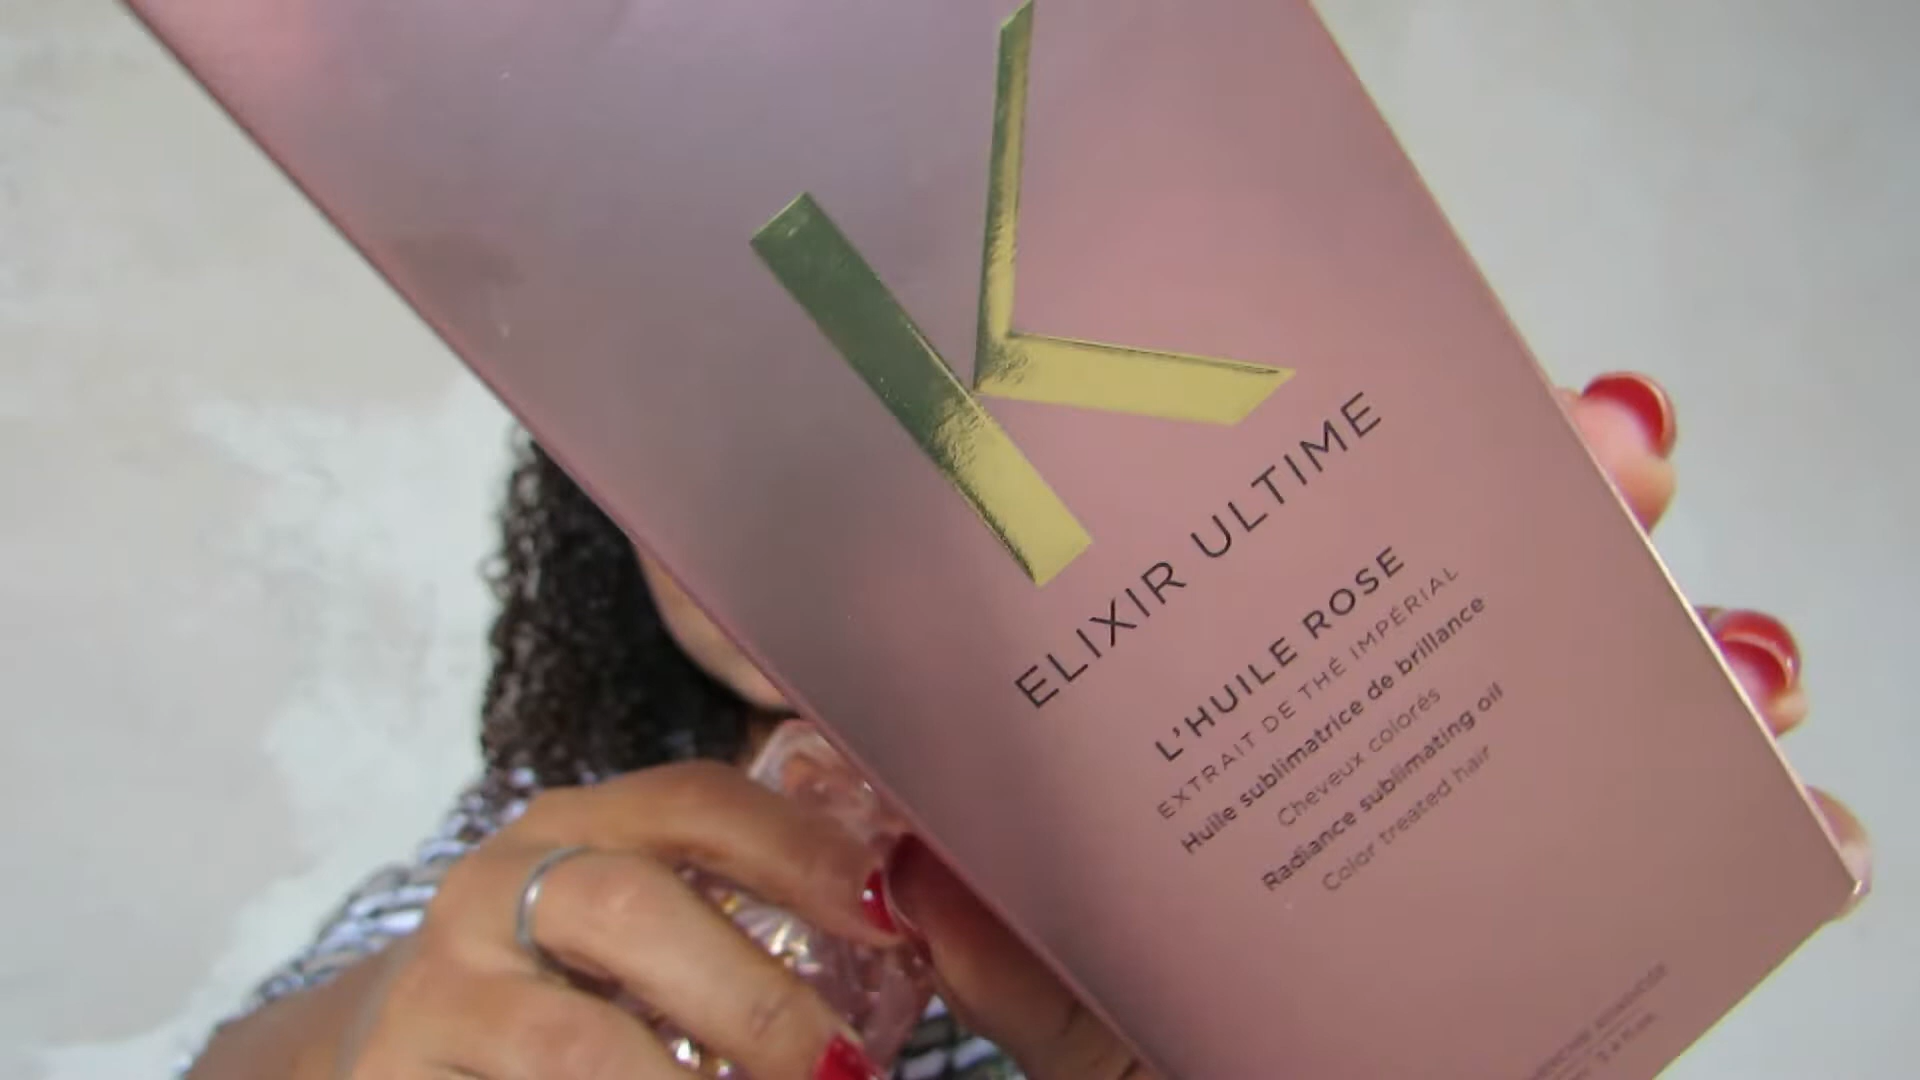 K
ELIXIR ULTIME
L'HUILE ROSE
EXTRAIT DE THÉ IMPÉRIAL
Huile sublimatrice de brillance
Cheveux colorés
Radiance sublimating oil
Color treated hair